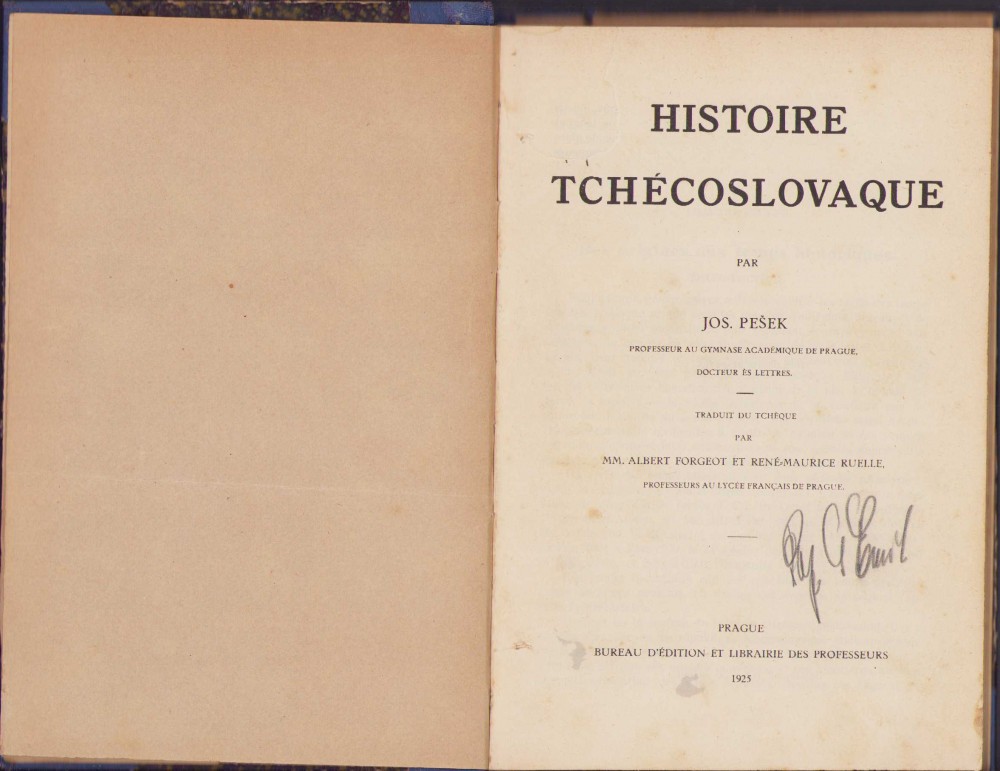 HISTOIRE
TCHÉCOSLOVAQUE
PAR
JOS. PEŠEK
PROFESSEUR AU GYMNASE ACADÉMIQUE DE PRAGUE,
DOCTEUR ÈS LETTRES.
TRADUIT DU TCHÈQUE
PAR
MM. ALBERT FORGEOT ET RENÉ-MAURICE RUELLE,
PROFESSEURS AU LYCÉE FRANÇAIS DE PRAGUE.
PRAGUE
BUREAU D'ÉDITION ET LIBRAIRIE DES PROFESSEURS
1925